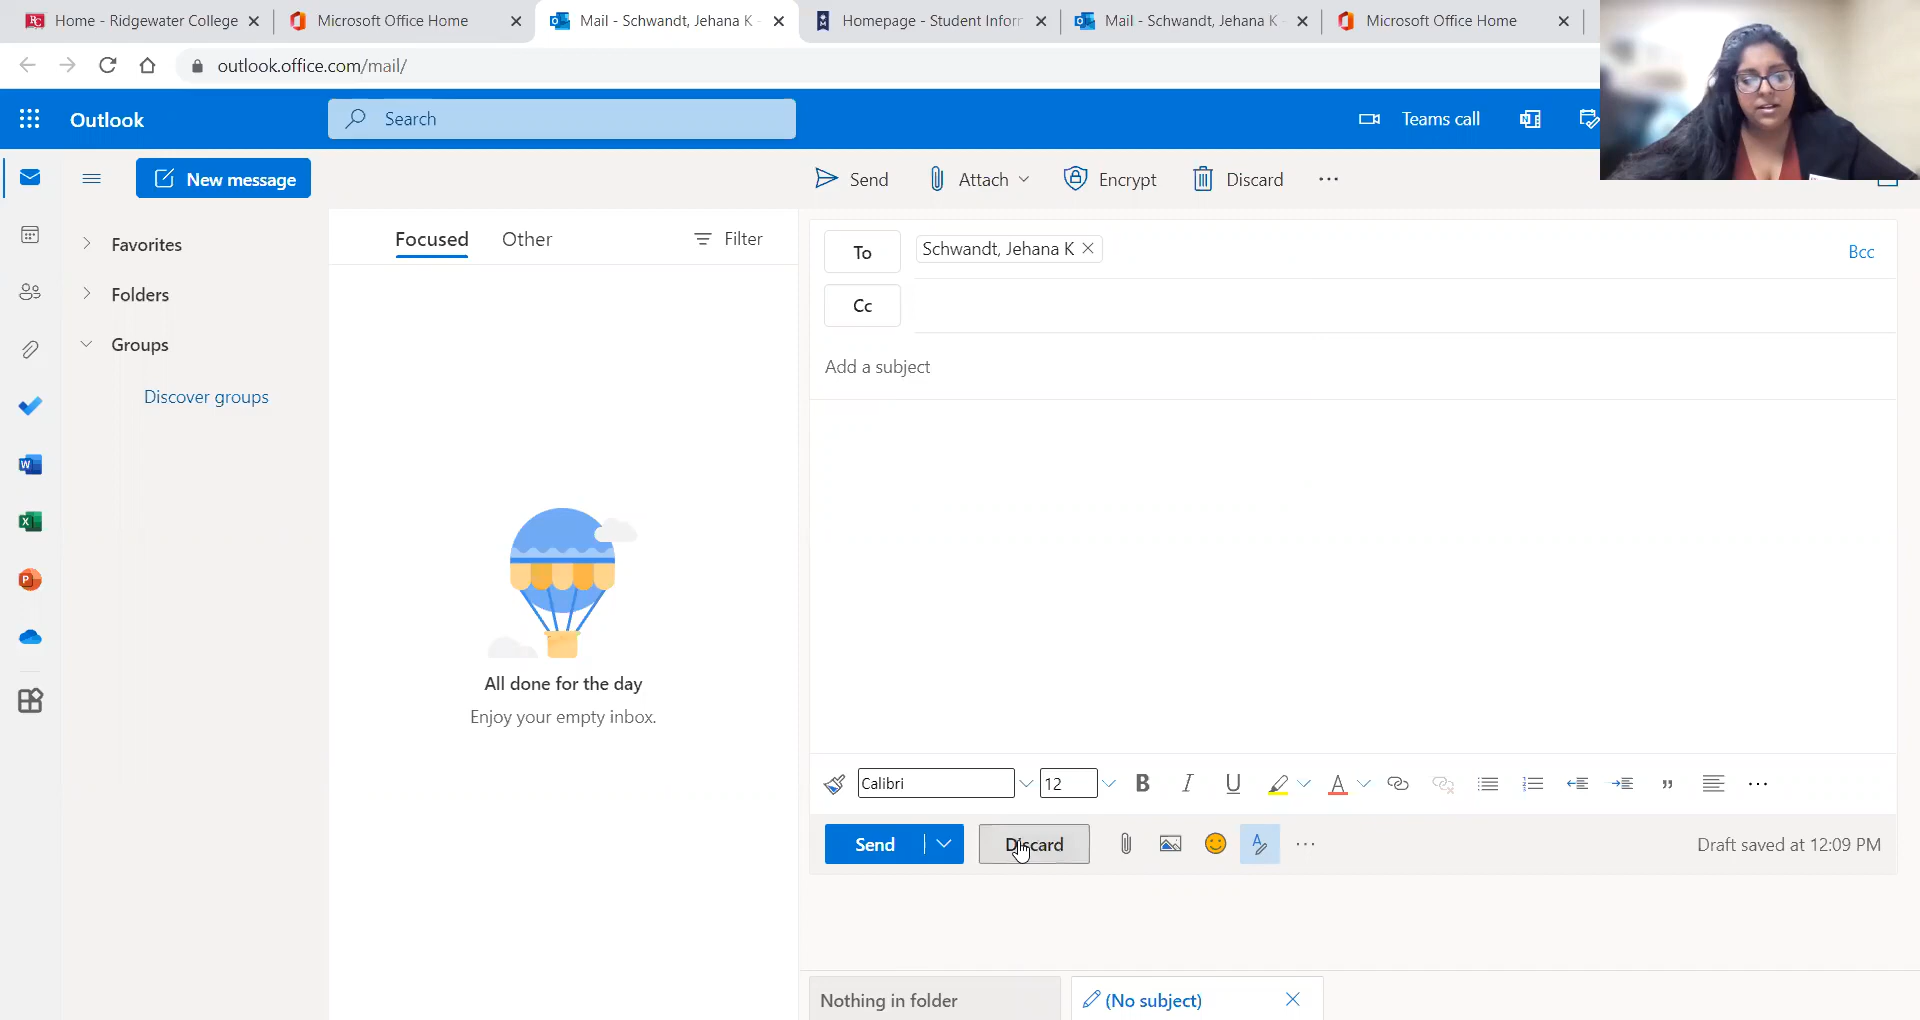 Home - Ridgewater College
Microsoft Office Home
Mail - Schwandt, Jehana K -
Homepage - Student Inforr
Mail - Schwandt, Jehana K
Microsoft Office Home
outlook.office.com/mail/
Outlook
Search
Teams call
New message
Send
Attach
Encrypt
Discard
Favorites
Folders
Groups
Discover groups
Focused
Other
Filter
To
Schwandt, Jehana K
Bcc
Cc
Add a subject
All done for the day
Enjoy your empty inbox.
Calibri
12
B I U
A
Send
Discard
Draft saved at 12:09 PM
Nothing in folder
(No subject)